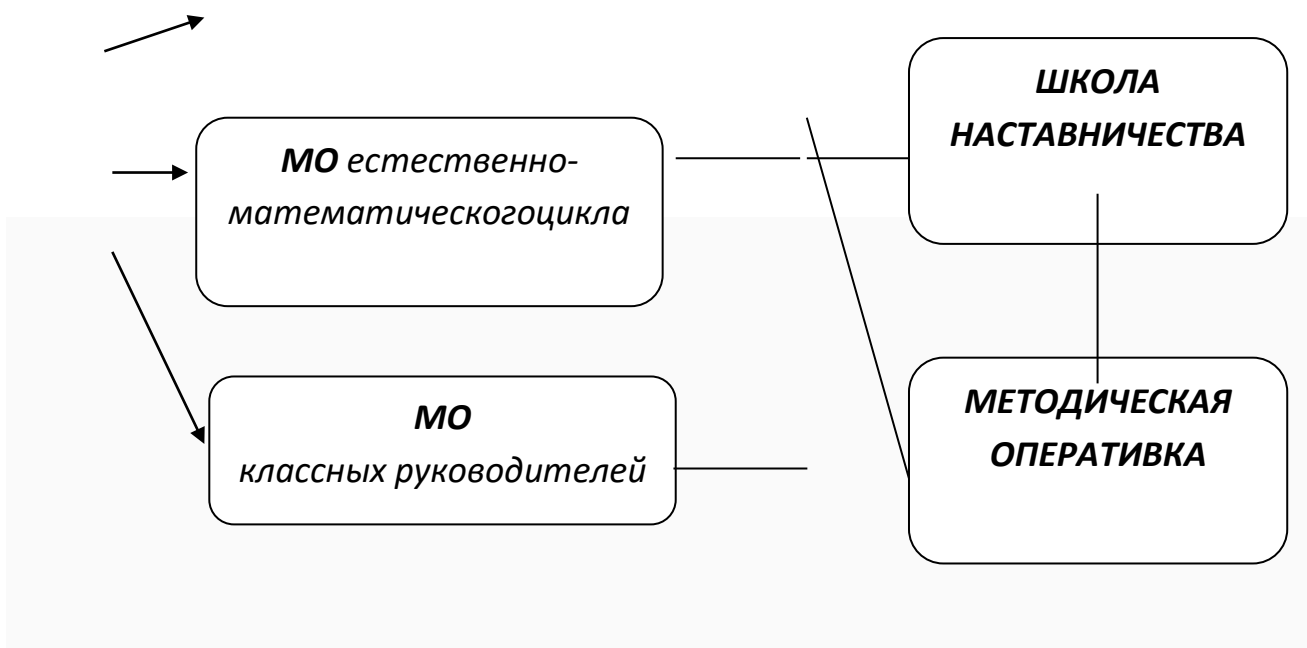 ШКОЛА
НАСТАВНИЧЕСТВА
МО естественно-
математическогоцикла
МО
классных руководителей
МЕТОДИЧЕСКАЯ
ОПЕРАТИВКА